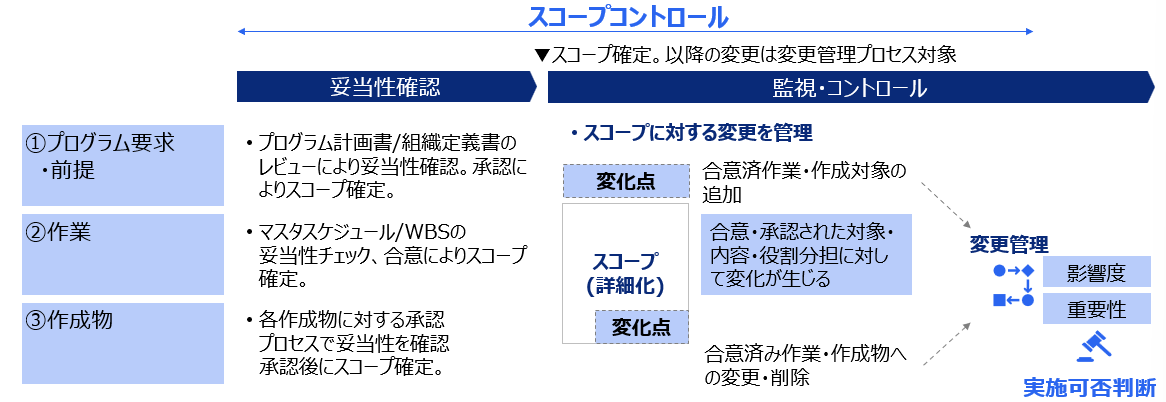 スコープコントロール
▼スコープ確定。以降の変更は変更管理プロセス対象
妥当性確認
監視・コントロール
①プログラム要求
・前提
・プログラム計画書/組織定義書の
レビューにより妥当性確認。承認に
よりスコープ確定。
②作業
・マスタスケジュール/WBSの
妥当性チェック、合意によりスコープ
確定。
③作成物
・各作成物に対する承認
プロセスで妥当性を確認
承認後にスコープ確定。
・スコープに対する変更を管理
変化点
合意済作業・作成対象の
追加
スコープ
(詳細化)
変化点
合意・承認された対象・
内容・役割分担に対し
て変化が生じる
合意済み作業・作成物へ
の変更・削除
変更管理
影響度
重要性
実施可否判断